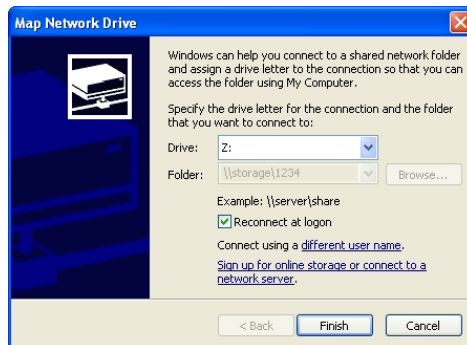 Map Network Drive
Windows can help you connect to a shared network folder
and assign a drive letter to the connection so that you can
access the folder using My Computer.
Specify the drive letter for the connection and the folder
that you want to connect to:
Drive: Z:
Folder: \\storage\1234 Browse...
Example: \\server\share
Reconnect at logon
Connect using a different user name.
Sign up for online storage or connect to a
network server.
< Back Finish Cancel